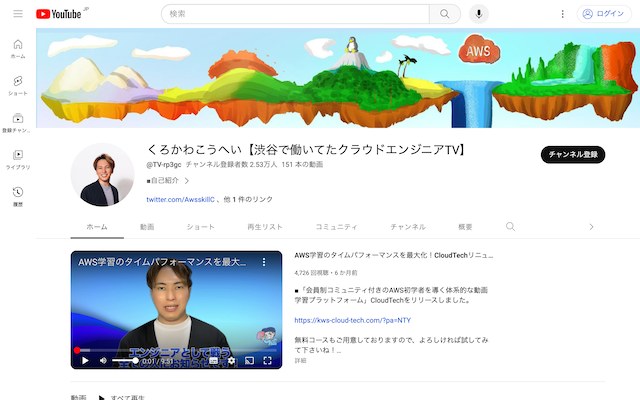 YouTube JP
検索
ログイン
ホーム
ショート
登録チャン...
ライブラリ
履歴
AWS
くろかわこうへい【渋谷で働いてたクラウドエンジニアTV】
@TV-rp3gc チャンネル登録者数 2.53万人 151 本の動画
■自己紹介
twitter.com/AwsskillC 、他 1 件のリンク
チャンネル登録
ホーム 動画 ショート 再生リスト コミュニティ チャンネル 概要
AWS学習のタイムパフォーマンスを最大...
エンジニアとして戦う
0:01 / 9:51
AWS学習のタイムパフォーマンスを最大化！CloudTechリニュ...
4,726 回視聴・6 か月前
■「会員制コミュニティ付きのAWS初学者を導く体系的な動画
学習プラットフォーム」CloudTechをリリースしました。
https://kws-cloud-tech.com/?pa=NTY
無料コースもご用意しておりますので、よろしければ試してみ
て下さいね！...
詳細
動画 すべて再生